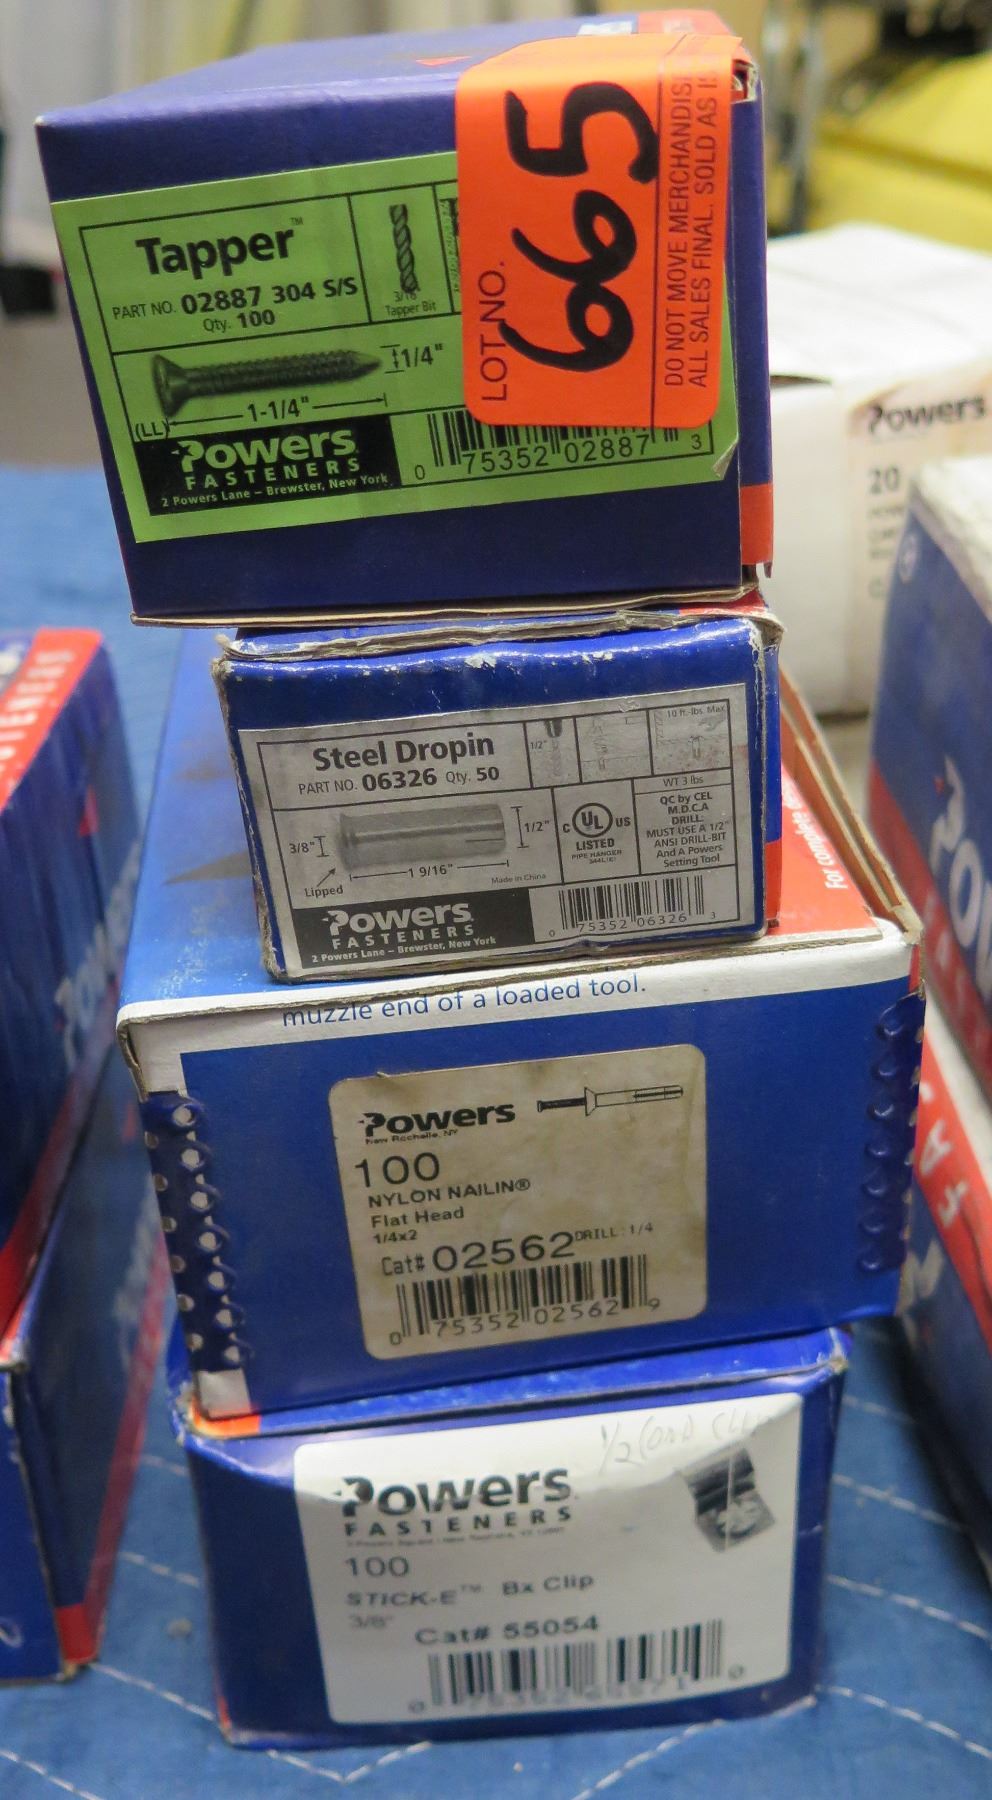 Tapper™
PART NO. 02887 304 S/S
Qty. 100
3/16
Tapper Bit
1/4"
1-1/4"
(LL)
Powers
FASTENERS
2 Powers Lane – Brewster, New York
0 75352 02887 3
LOT NO.
665
DO NOT MOVE MERCHANDISE
ALL SALES FINAL. SOLD AS IS
Powers
20
Steel Dropin
PART NO. 06326 Qty. 50
1/2"
10 ft.-lbs. Max.
WT 3 lbs
QC by CEL
M.D.C.A
DRILL:
MUST USE A 1/2"
ANSI DRILL-BIT
And A Powers
Setting Tool
C UL US
LISTED
PIPE HANGER
3/8"
1/2"
1 9/16"
Lipped
Made in China
Powers
FASTENERS
2 Powers Lane – Brewster, New York
0 75352 06326 3
For complete
muzzle end of a loaded tool.
Powers
New Rochelle, NY
100
NYLON NAILIN®
Flat Head
1/4x2
DRILL: 1/4
Cat# 02562
0 75352 02562 9
1/2
Powers
FASTENERS
100
STICK-E™ Bx Clip
3/8"
Cat# 55054